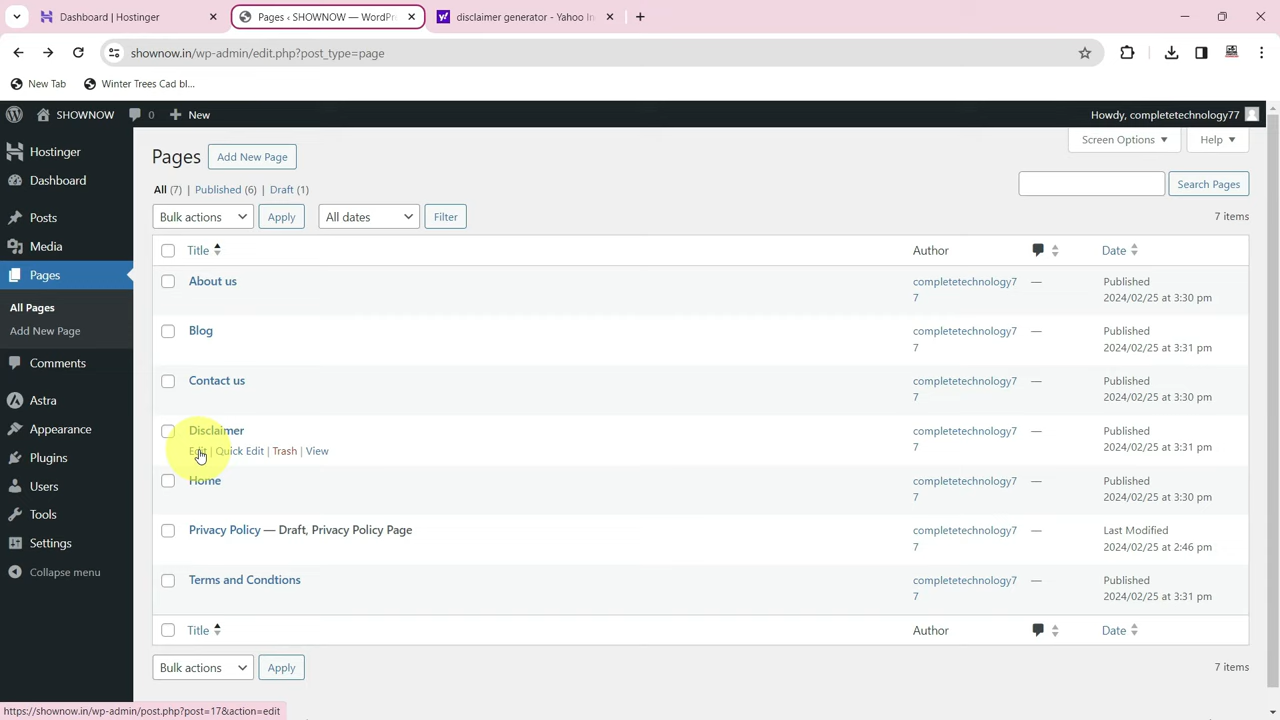 Dashboard | Hostinger
Pages ‹ SHOWNOW — WordPr
disclaimer generator - Yahoo In
shownow.in/wp-admin/edit.php?post_type=page
New Tab
Winter Trees Cad bl...
SHOWNOW
0
New
Howdy, completetechnology77
Hostinger
Dashboard
Posts
Media
Pages
All Pages
Add New Page
Comments
Astra
Appearance
Plugins
Users
Tools
Settings
Collapse menu
Pages
Add New Page
Screen Options
Help
All (7) | Published (6) | Draft (1)
Search Pages
Bulk actions
Apply
All dates
Filter
7 items
Title
Author
Date
About us
completetechnology7
7
—
Published
2024/02/25 at 3:30 pm
Blog
completetechnology7
7
—
Published
2024/02/25 at 3:31 pm
Contact us
completetechnology7
7
—
Published
2024/02/25 at 3:30 pm
Disclaimer
Edit | Quick Edit | Trash | View
completetechnology7
7
—
Published
2024/02/25 at 3:31 pm
Home
completetechnology7
7
—
Published
2024/02/25 at 3:30 pm
Privacy Policy — Draft, Privacy Policy Page
completetechnology7
7
—
Last Modified
2024/02/25 at 2:46 pm
Terms and Condtions
completetechnology7
7
—
Published
2024/02/25 at 3:31 pm
Title
Author
Date
Bulk actions
Apply
7 items
https://shownow.in/wp-admin/post.php?post=17&action=edit